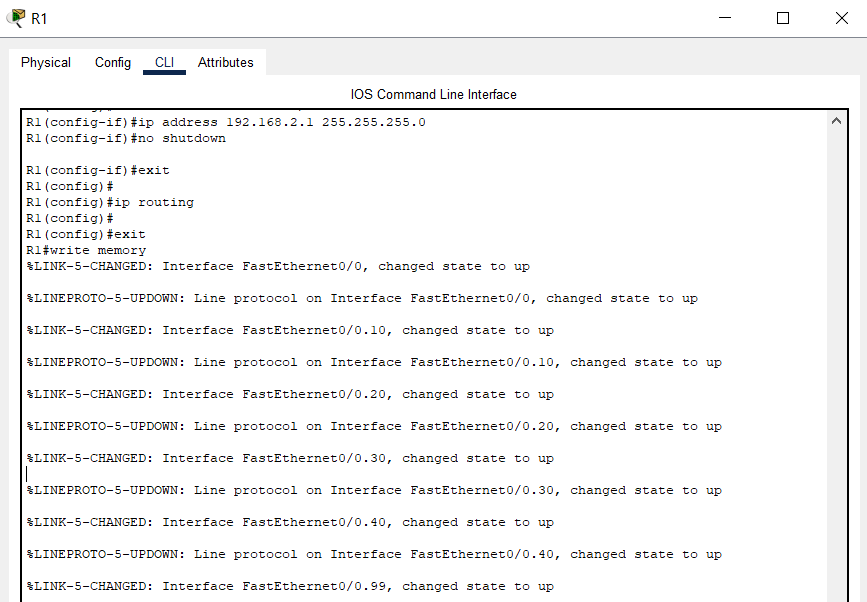 R1
Physical Config CLI Attributes
IOS Command Line Interface
R1(config-if)#ip address 192.168.2.1 255.255.255.0
R1(config-if)#no shutdown
R1(config-if)#exit
R1(config)#
R1(config)#ip routing
R1(config)#
R1(config)#exit
R1#write memory
%LINK-5-CHANGED: Interface FastEthernet0/0, changed state to up
%LINEPROTO-5-UPDOWN: Line protocol on Interface FastEthernet0/0, changed state to up
%LINK-5-CHANGED: Interface FastEthernet0/0.10, changed state to up
%LINEPROTO-5-UPDOWN: Line protocol on Interface FastEthernet0/0.10, changed state to up
%LINK-5-CHANGED: Interface FastEthernet0/0.20, changed state to up
%LINEPROTO-5-UPDOWN: Line protocol on Interface FastEthernet0/0.20, changed state to up
%LINK-5-CHANGED: Interface FastEthernet0/0.30, changed state to up
%LINEPROTO-5-UPDOWN: Line protocol on Interface FastEthernet0/0.30, changed state to up
%LINK-5-CHANGED: Interface FastEthernet0/0.40, changed state to up
%LINEPROTO-5-UPDOWN: Line protocol on Interface FastEthernet0/0.40, changed state to up
%LINK-5-CHANGED: Interface FastEthernet0/0.99, changed state to up